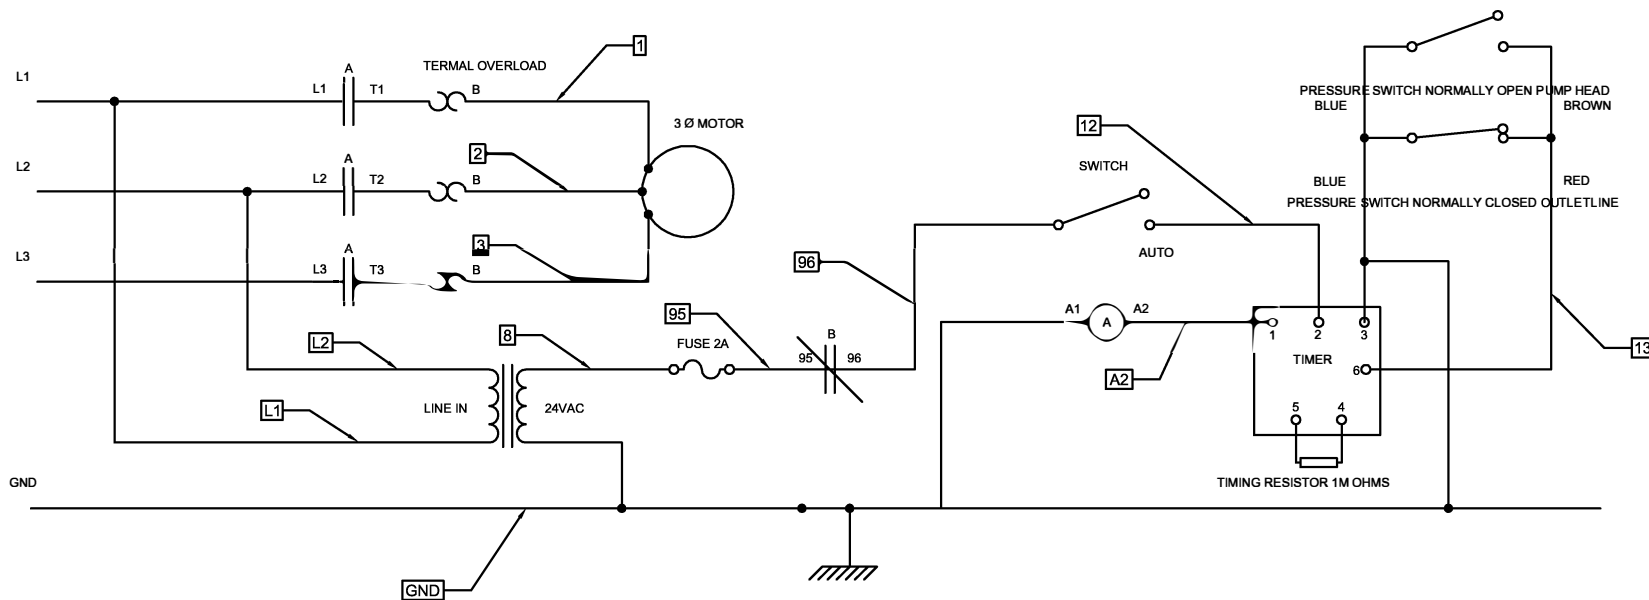 L1
L1
A
T1
TERMAL OVERLOAD
B
1
3 Ø MOTOR
L2
L2
A
T2
B
2
L3
L3
A
T3
B
3
L2
L1
LINE IN
24VAC
8
FUSE 2A
95
95
B
96
96
SWITCH
AUTO
12
PRESSURE SWITCH NORMALLY OPEN PUMP HEAD
BLUE
BROWN
BLUE
RED
PRESSURE SWITCH NORMALLY CLOSED OUTLETLINE
A1
A
A2
A2
1
2
3
TIMER
6
5
4
13
TIMING RESISTOR 1M OHMS
GND
GND